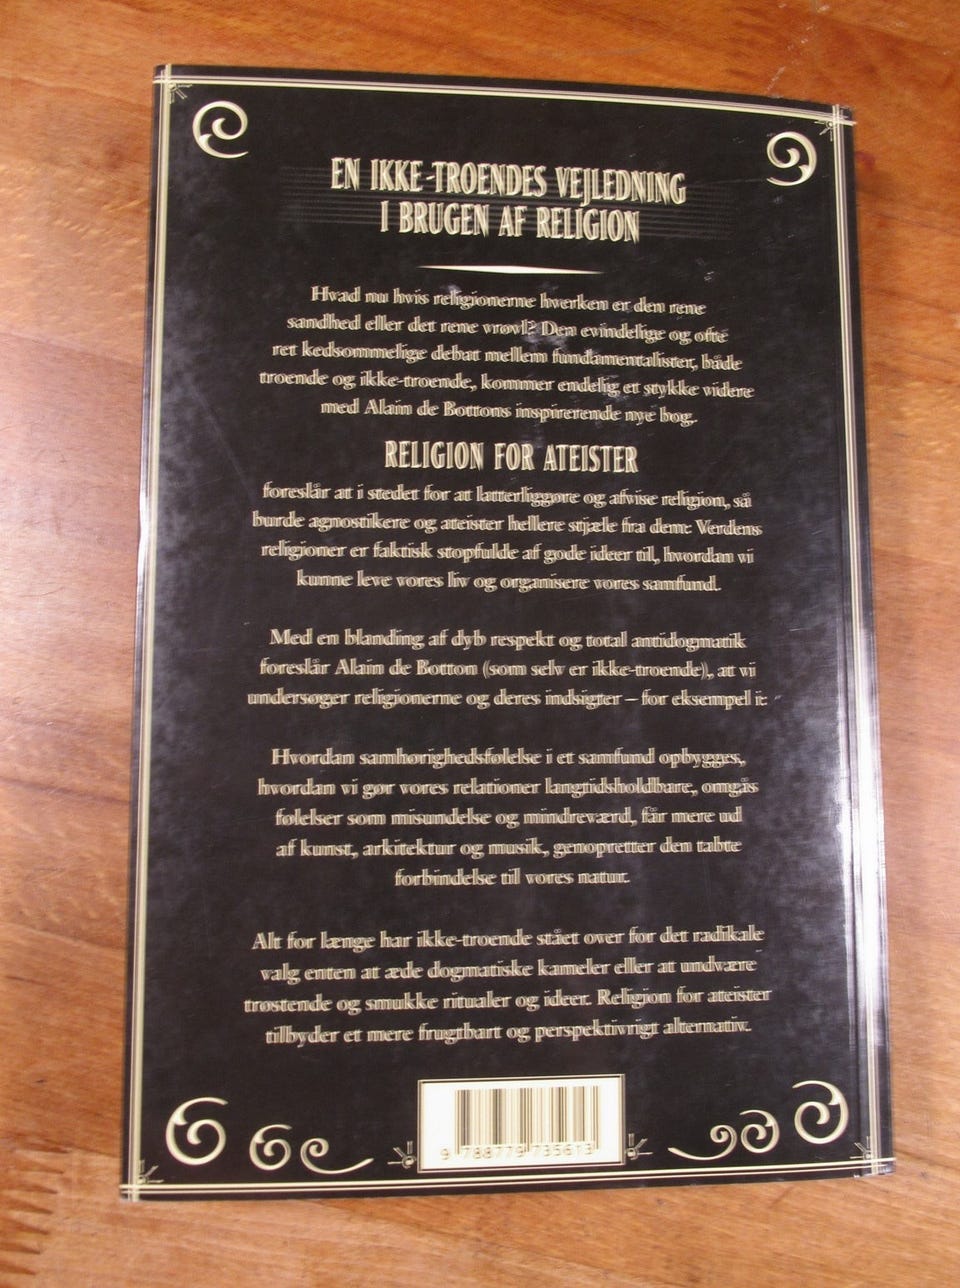 EN IKKE-TROENDES VEJLEDNING
I BRUGEN AF RELIGION
Hvad nu hvis religionerne hverken er den rene
sandhed eller det rene vrøvl? Den evindelige og ofte
ret kedsommelige debat mellem fundamentalister, både
troende og ikke-troende, kommer endelig et stykke videre
med Alain de Bottons inspirerende nye bog.
RELIGION FOR ATEISTER
foreslår at i stedet for at latterliggøre og afvise religion, så
burde agnostikere og ateister hellere stjæle fra dem: Verdens
religioner er faktisk stopfulde af gode ideer til, hvordan vi
kunne leve vores liv og organisere vores samfund.
Med en blanding af dyb respekt og total antidogmatik
foreslår Alain de Botton (som selv er ikke-troende), at vi
undersøger religionerne og deres indsigter – for eksempel i:
Hvordan samhørighedsfølelse i et samfund opbygges,
hvordan vi gør vores relationer langtidsholdbare, omgås
følelser som misundelse og mindreværd, får mere ud
af kunst, arkitektur og musik, genopretter den tabte
forbindelse til vores natur.
Alt for længe har ikke-troende stået over for det radikale
valg enten at æde dogmatiske kameler eller at undvære
trøstende og smukke ritualer og ideer. Religion for ateister
tilbyder et mere frugtbart og perspektivrigt alternativ.
9 788779 735613